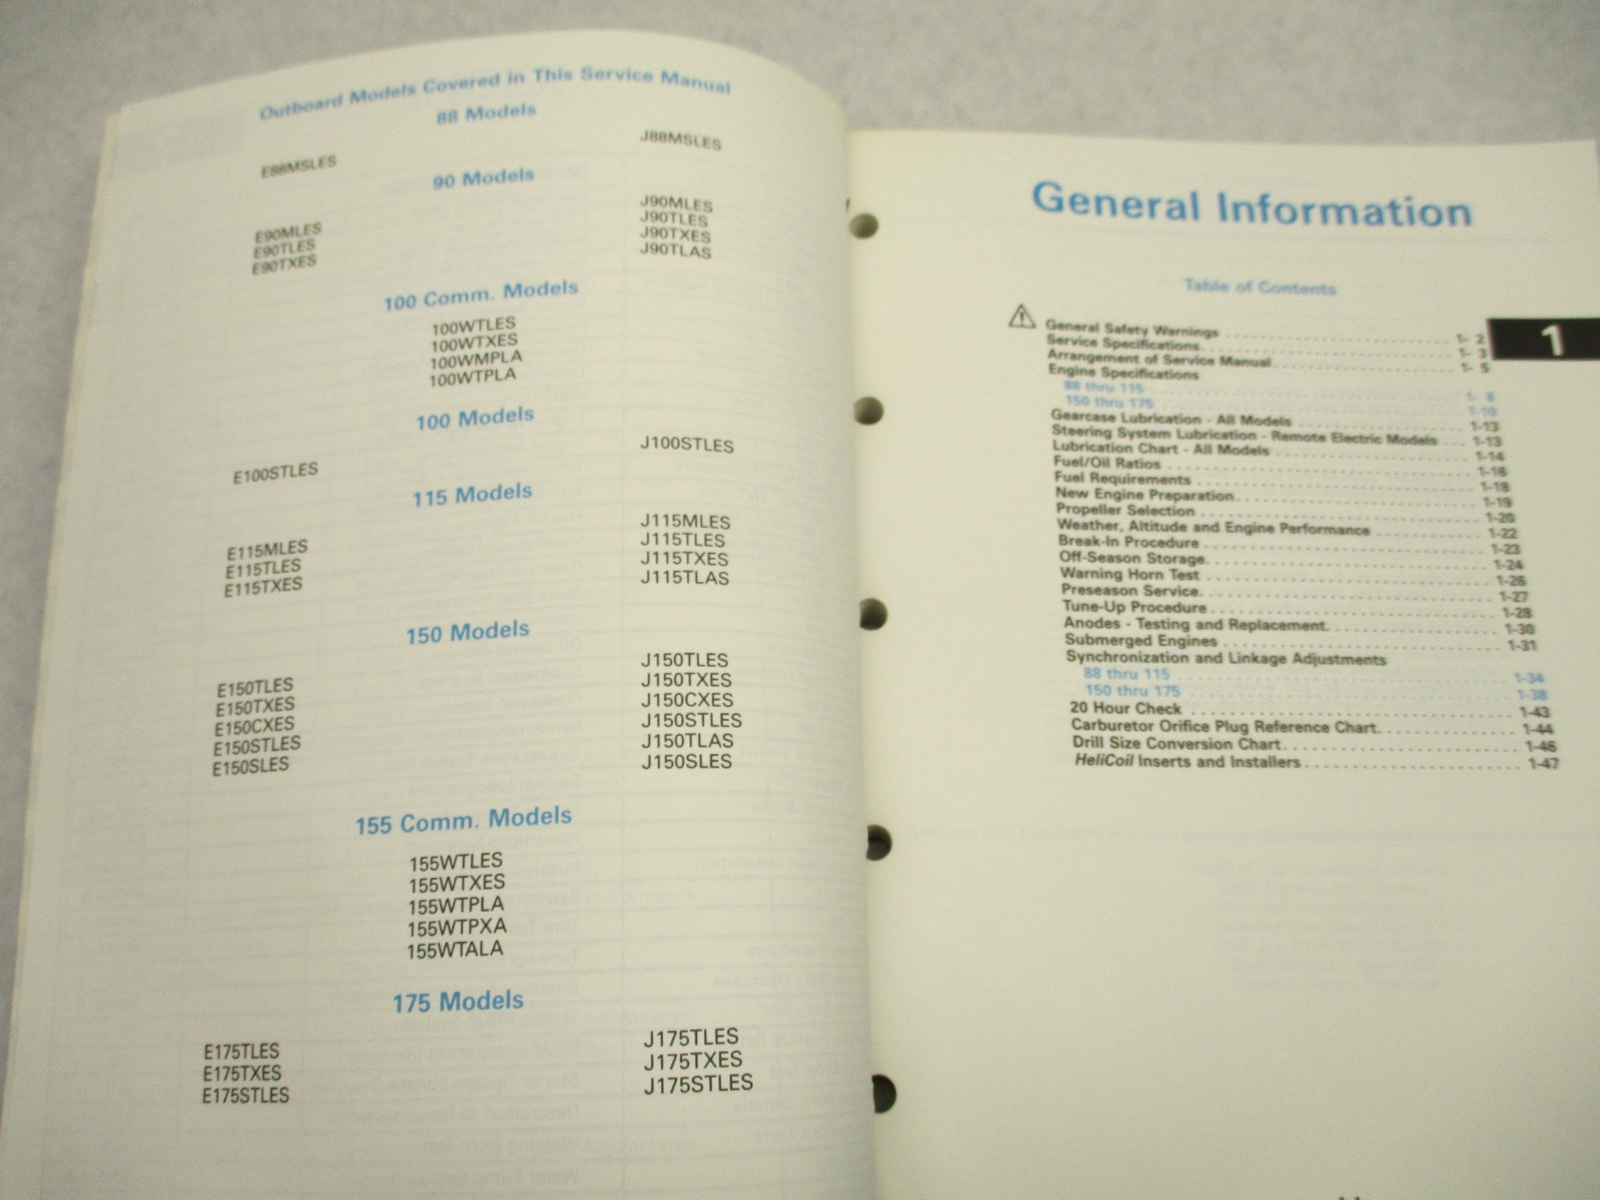 Outboard Models Covered in This Service Manual
88 Models
E88MSLES
J88MSLES
90 Models
E90MLES
E90TLES
E90TXES
J90MLES
J90TLES
J90TXES
J90TLAS
100 Comm. Models
100WTLES
100WTXES
100WMPLA
100WTPLA
100 Models
E100STLES
J100STLES
115 Models
E115MLES
E115TLES
E115TXES
J115MLES
J115TLES
J115TXES
J115TLAS
150 Models
E150TLES
E150TXES
E150CXES
E150STLES
E150SLES
J150TLES
J150TXES
J150CXES
J150STLES
J150TLAS
J150SLES
155 Comm. Models
155WTLES
155WTXES
155WTPLA
155WTPXA
155WTALA
175 Models
E175TLES
E175TXES
E175STLES
J175TLES
J175TXES
J175STLES
General Information
Table of Contents
1
General Safety Warnings 1- 2
Service Specifications 1- 3
Arrangement of Service Manual 1- 5
Engine Specifications
88 thru 115 1- 8
150 thru 175 1-10
Gearcase Lubrication - All Models 1-13
Steering System Lubrication - Remote Electric Models 1-13
Lubrication Chart - All Models 1-14
Fuel/Oil Ratios 1-16
Fuel Requirements 1-18
New Engine Preparation 1-19
Propeller Selection 1-20
Weather, Altitude and Engine Performance 1-22
Break-In Procedure 1-23
Off-Season Storage 1-24
Warning Horn Test 1-26
Preseason Service 1-27
Tune-Up Procedure 1-28
Anodes - Testing and Replacement 1-30
Submerged Engines 1-31
Synchronization and Linkage Adjustments
88 thru 115 1-34
150 thru 175 1-38
20 Hour Check 1-43
Carburetor Orifice Plug Reference Chart 1-44
Drill Size Conversion Chart 1-46
HeliCoil Inserts and Installers 1-47